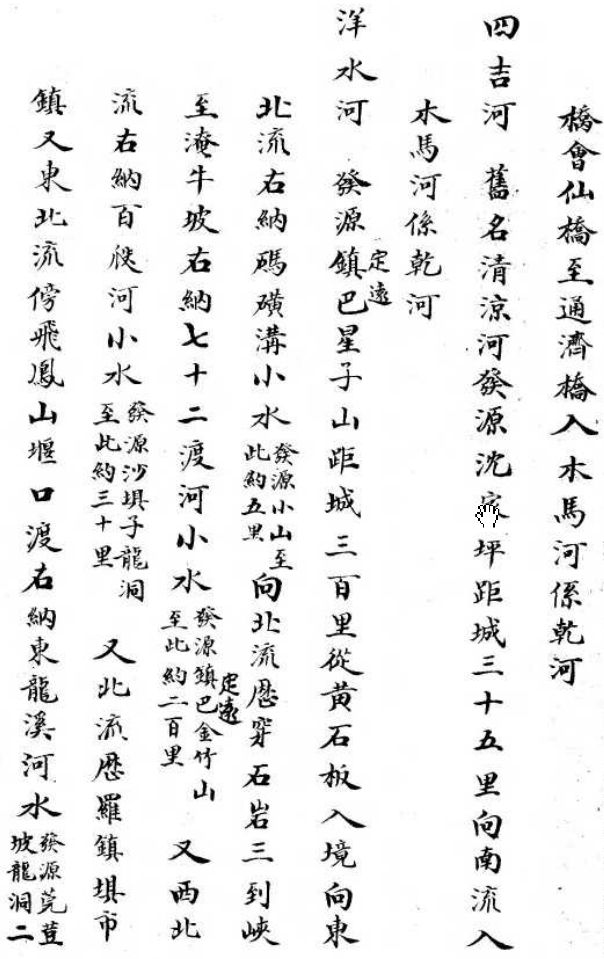 橋會仙橋至通濟橋入木馬河係乾河
四吉河　舊名清涼河發源沈家坪距城三十五里向南流入
木馬河係乾河
洋水河　發源鎮巴定遠星子山距城三百里從黃石板入境向東
北流右納碼磺溝小水發源小山至此約五里向北流歷穿石岩三到峽
至淹牛坡右納七十二渡河小水發源鎮巴定遠金竹山至此約二百里又西北
流右納百河小水發源沙埧子龍洞至此約三十里又北流歷羅鎮埧市
鎮又東北流傍飛鳳山堰口渡右納東龍溪河水發源莞荳坡龍洞二